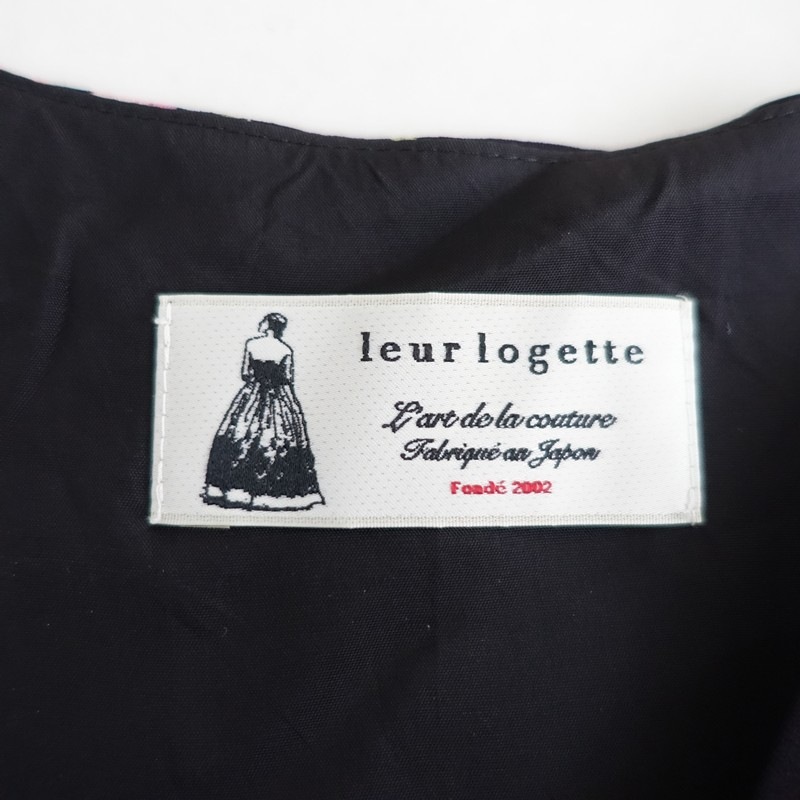 leur logette
L'art de la couture
Fabriqué au Japon
Fondé 2002